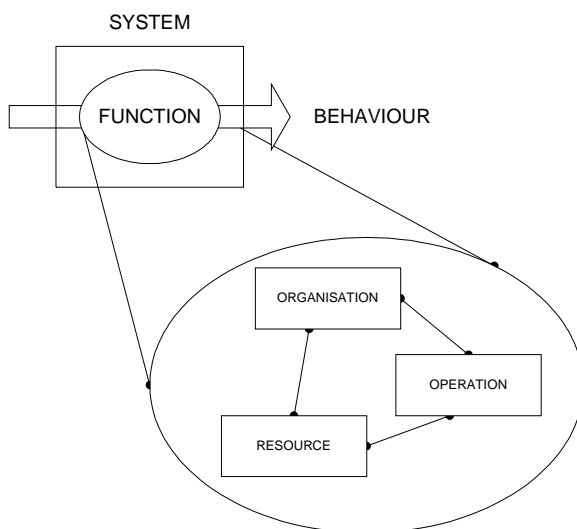 SYSTEM
FUNCTION
BEHAVIOUR
ORGANISATION
OPERATION
RESOURCE